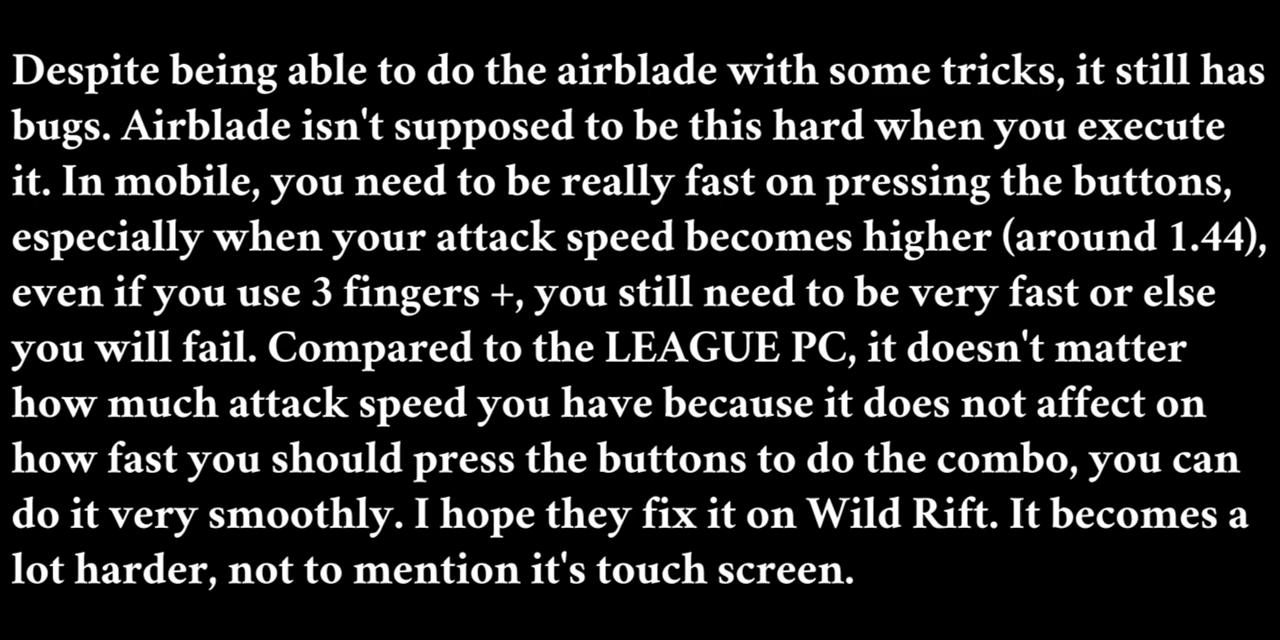 Despite being able to do the airblade with some tricks, it still has
bugs. Airblade isn't supposed to be this hard when you execute
it. In mobile, you need to be really fast on pressing the buttons,
especially when your attack speed becomes higher (around 1.44),
even if you use 3 fingers +, you still need to be very fast or else
you will fail. Compared to the LEAGUE PC, it doesn't matter
how much attack speed you have because it does not affect on
how fast you should press the buttons to do the combo, you can
do it very smoothly. I hope they fix it on Wild Rift. It becomes a
lot harder, not to mention it's touch screen.